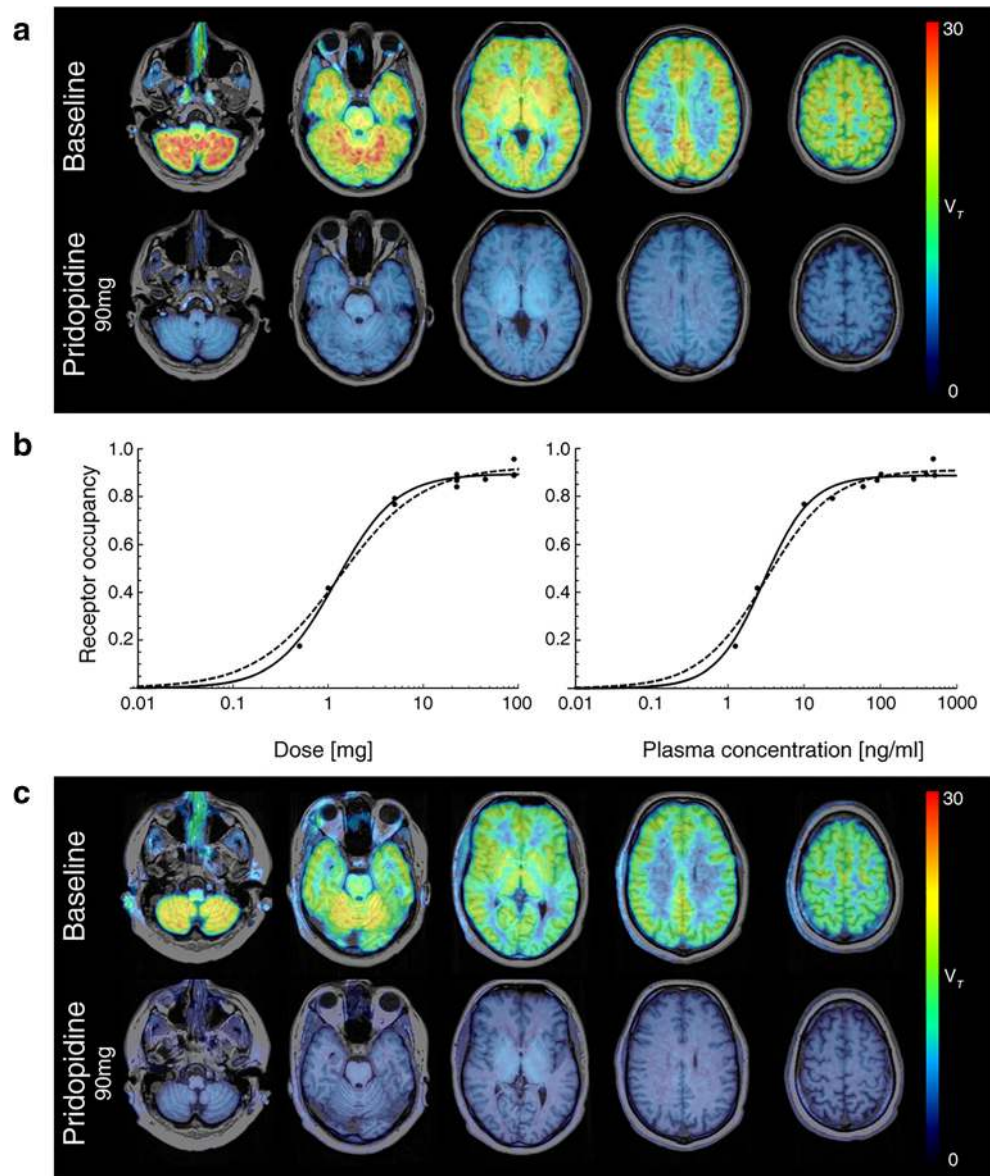 a
Baseline
Pridopidine
90mg
30
V_T
0
b
Receptor occupancy
1.0
0.8
0.6
0.4
0.2
0.01
0.1
1
10
100
Dose [mg]
1.0
0.8
0.6
0.4
0.2
0.01
0.1
1
10
100
1000
Plasma concentration [ng/ml]
c
Baseline
Pridopidine
90mg
30
V_T
0